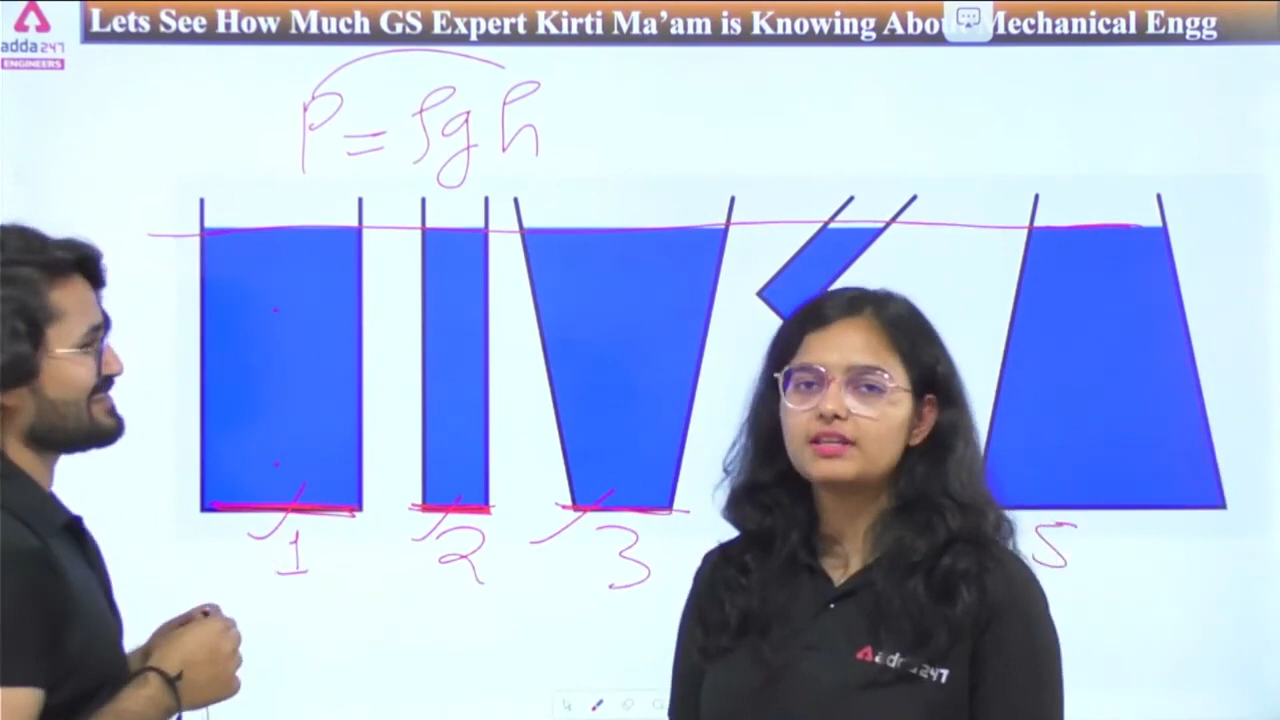 Lets See How Much GS Expert Kirti Ma'am is Knowing About Mechanical Engg
adda247
ENGINEERS
P = ρgh
1 2 3 5
adda247